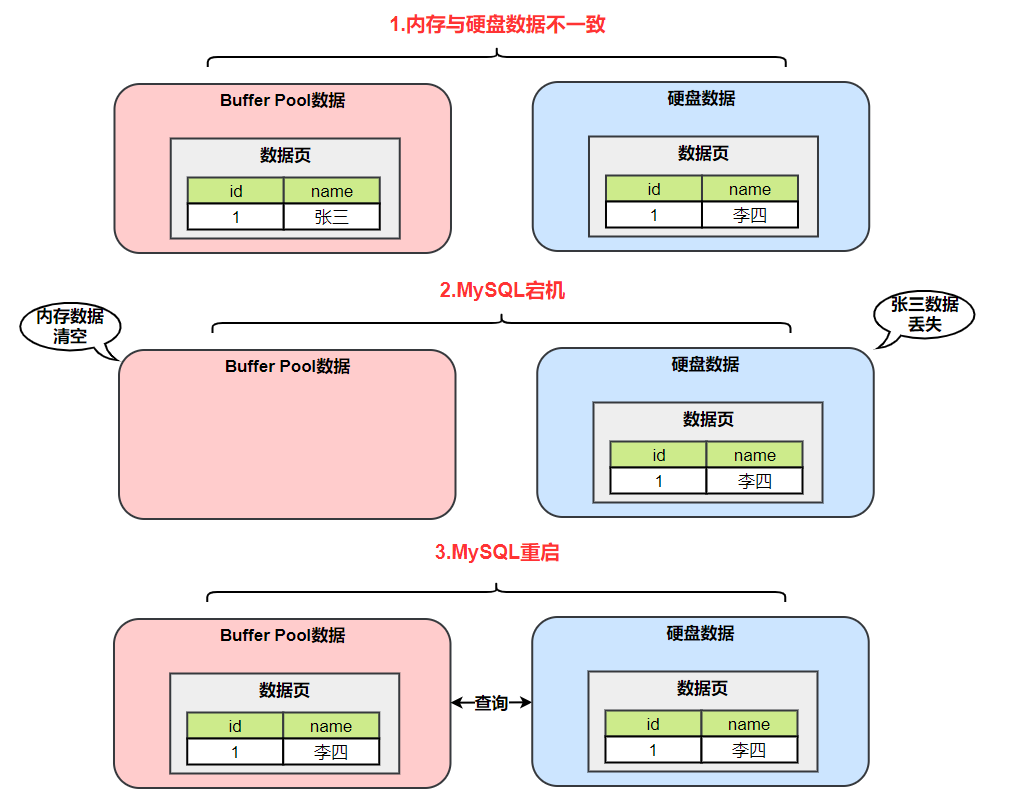 1.内存与硬盘数据不一致
Buffer Pool数据
数据页
id name
1 张三
硬盘数据
数据页
id name
1 李四
2.MySQL宕机
内存数据
清空
张三数据
丢失
Buffer Pool数据
硬盘数据
数据页
id name
1 李四
3.MySQL重启
Buffer Pool数据
数据页
id name
1 李四
查询
硬盘数据
数据页
id name
1 李四